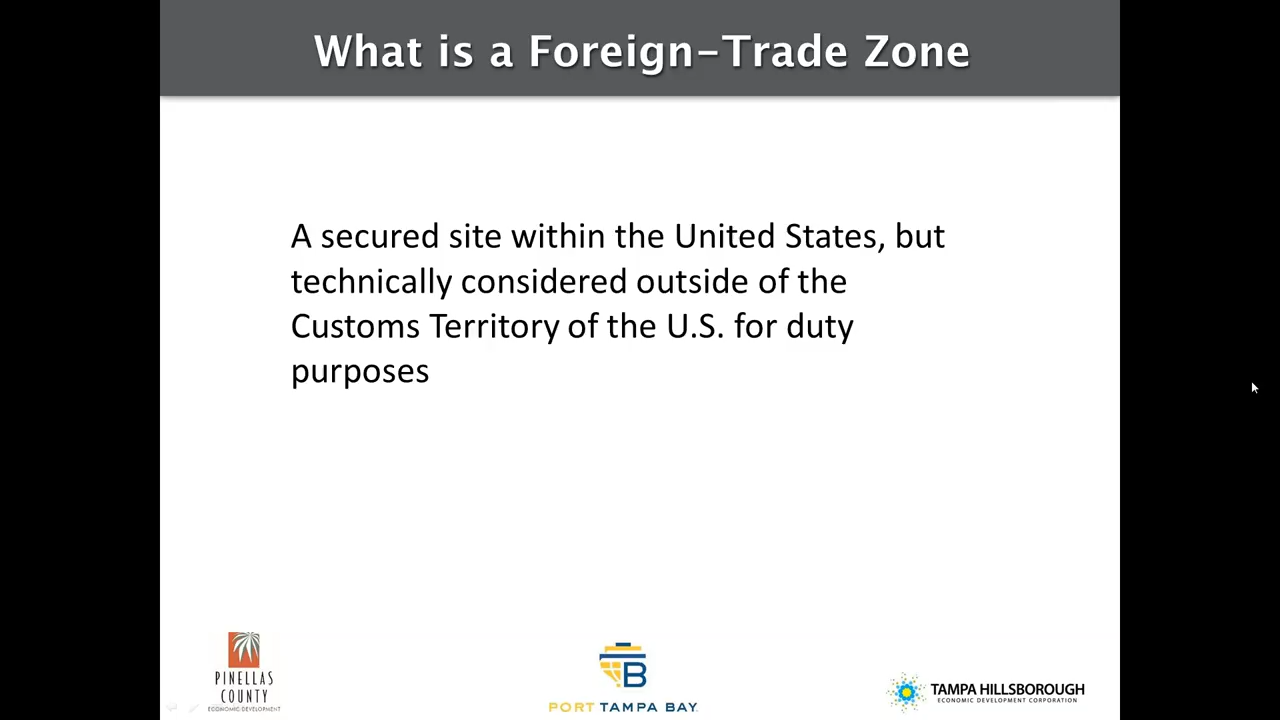 What is a Foreign-Trade Zone
A secured site within the United States, but
technically considered outside of the
Customs Territory of the U.S. for duty
purposes
PINELLAS
COUNTY
ECONOMIC DEVELOPMENT
B
PORT TAMPA BAY
TAMPA HILLSBOROUGH
ECONOMIC DEVELOPMENT CORPORATION